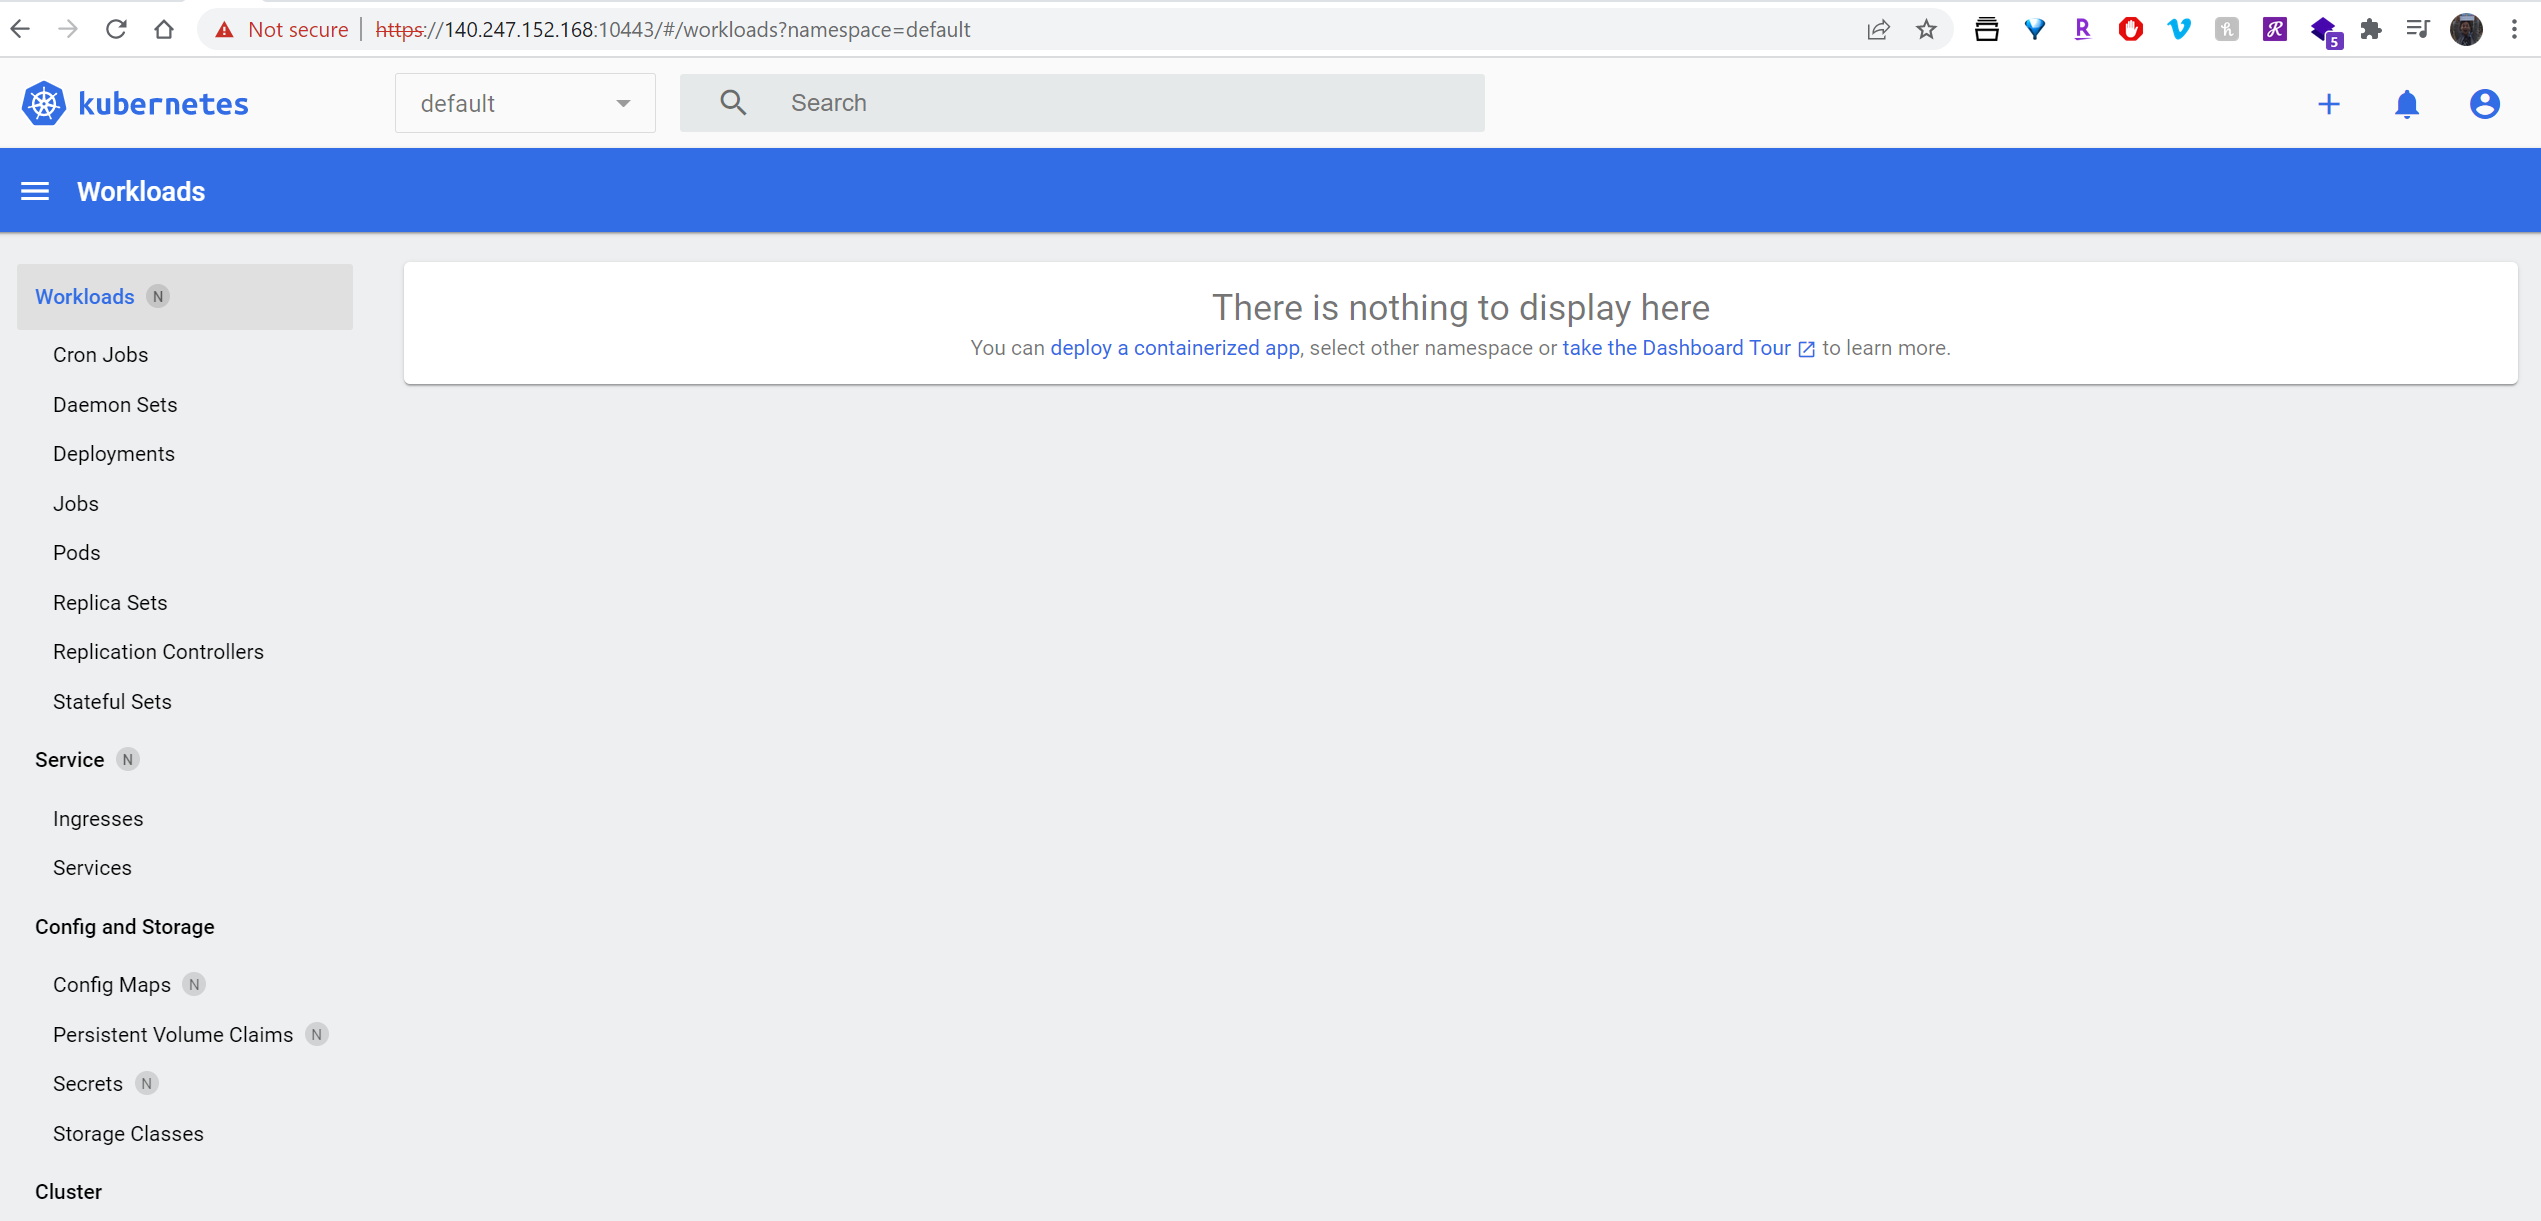 Not secure https://140.247.152.168:10443/#/workloads?namespace=default
R
h
R
5
kubernetes
default
Search
Workloads
Workloads N
Cron Jobs
Daemon Sets
Deployments
Jobs
Pods
Replica Sets
Replication Controllers
Stateful Sets
Service N
Ingresses
Services
Config and Storage
Config Maps N
Persistent Volume Claims N
Secrets N
Storage Classes
Cluster
There is nothing to display here
You can deploy a containerized app, select other namespace or take the Dashboard Tour to learn more.